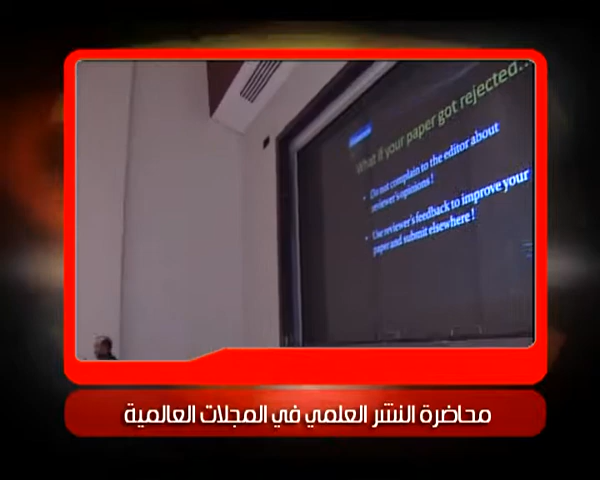 What if your paper got rejected...
• Do not complain to the editor about
reviewer's opinions !
• Use reviewer's feedback to improve your
paper and submit elsewhere !
محاضرة النشر العلمي في المجلات العالمية